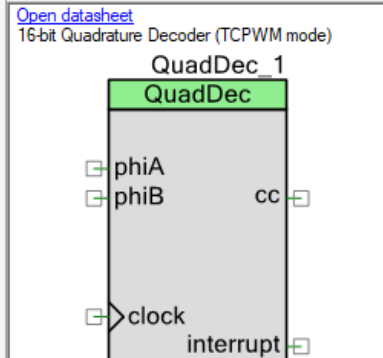 Open datasheet
16-bit Quadrature Decoder (TCPWM mode)
QuadDec_1
QuadDec
phiA
phiB
cc
clock
interrupt